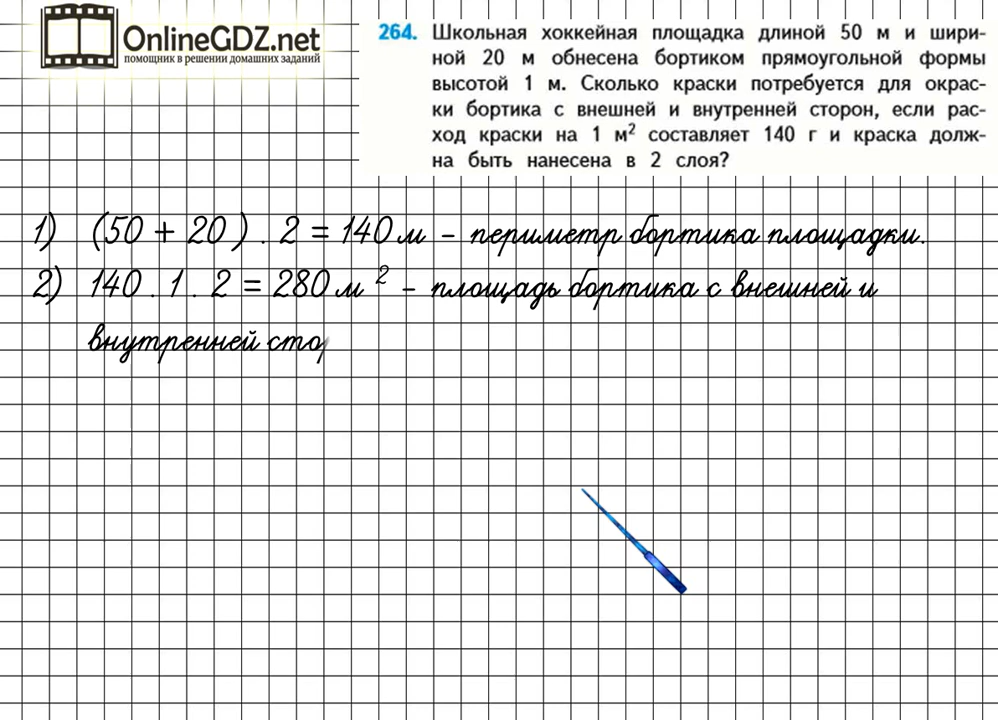 OnlineGDZ.net
помощник в решении домашних заданий
264. Школьная хоккейная площадка длиной 50 м и шири-
ной 20 м обнесена бортиком прямоугольной формы
высотой 1 м. Сколько краски потребуется для окрас-
ки бортика с внешней и внутренней сторон, если рас-
ход краски на 1 м² составляет 140 г и краска долж-
на быть нанесена в 2 слоя?
1) (50 + 20) . 2 = 140 м - периметр бортика площадки.
2) 140 . 1 . 2 = 280 м² - площадь бортика с внешней и
внутренней стор